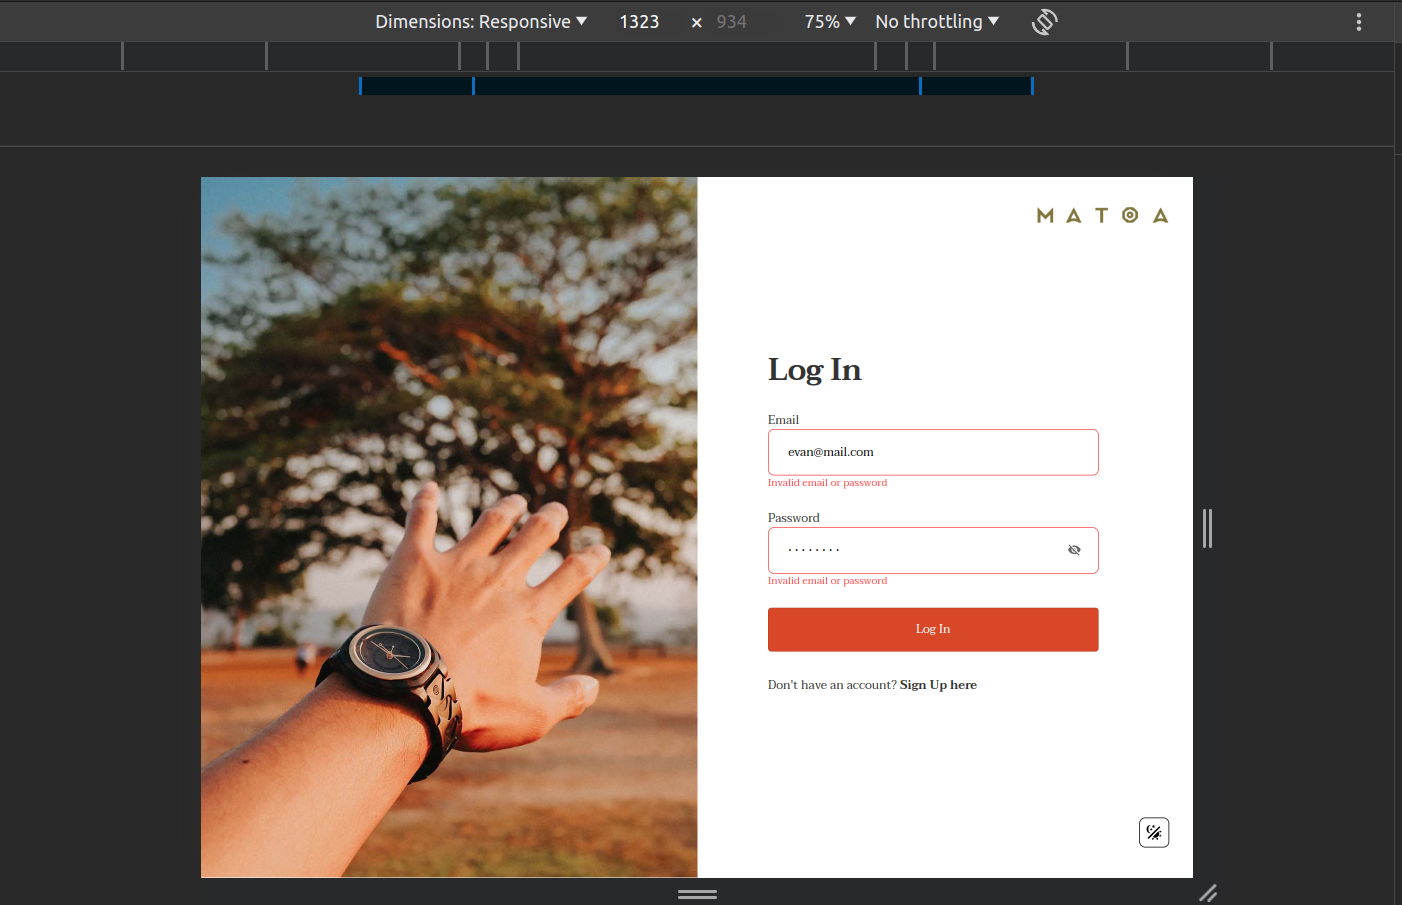 Dimensions: Responsive 1323 × 934 75% No throttling
MATOA
Log In
Email
evan@mail.com
Invalid email or password
Password
········
Invalid email or password
Log In
Don't have an account? Sign Up here